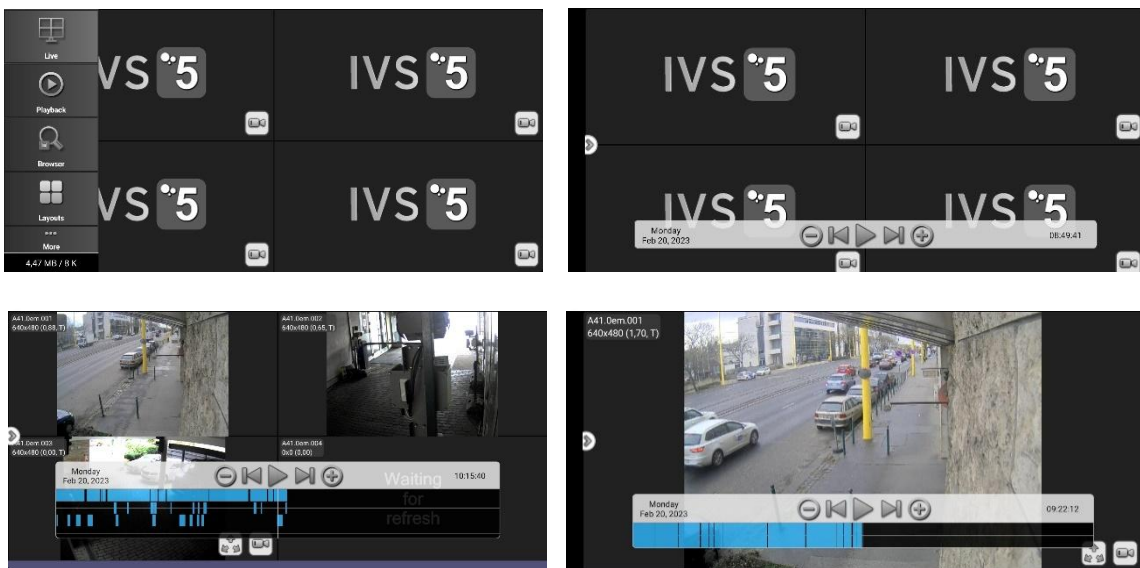 Live
Playback
Browser
Layouts
More
4,47 MB / 8 K
VS 5
IVS 5
VS 5
IVS 5
IVS 5
IVS 5
IVS 5
IVS 5
Monday
Feb 20, 2023
08:49:41
A41.0em.001
640x480 (0,88, T)
A41.0em.002
640x480 (0,65, T)
A41.0em.003
640x480 (0,00, T)
A41.0em.004
0x0 (0,00)
Monday
Feb 20, 2023
10:15:40
Waiting
for
refresh
A41.0em.001
640x480 (1,70, T)
Monday
Feb 20, 2023
09:22:12